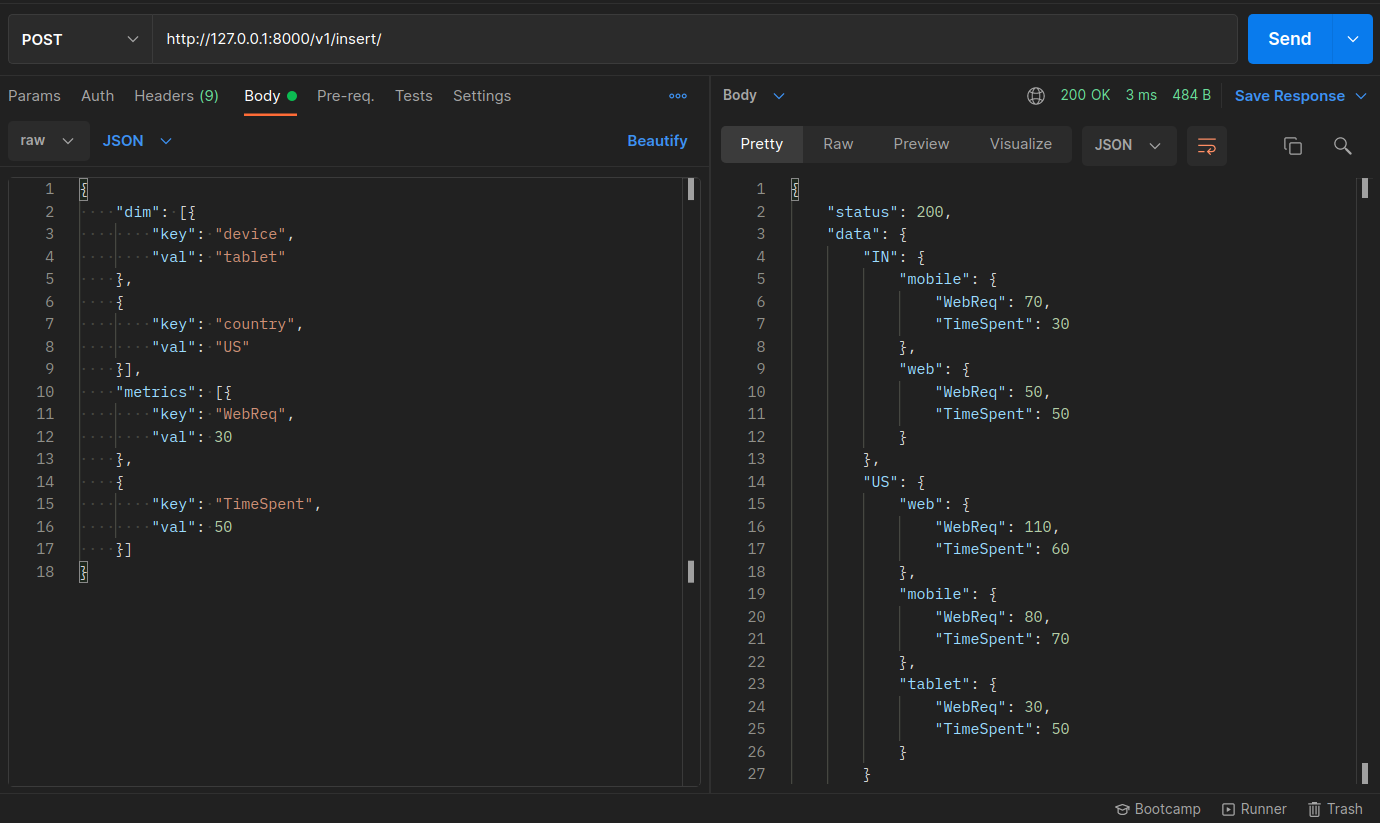 POST http://127.0.0.1:8000/v1/insert/ Send
Params Auth Headers (9) Body Pre-req. Tests Settings
raw JSON Beautify
1 {
2 "dim": [{
3 "key": "device",
4 "val": "tablet"
5 },
6 {
7 "key": "country",
8 "val": "US"
9 }],
10 "metrics": [{
11 "key": "WebReq",
12 "val": 30
13 },
14 {
15 "key": "TimeSpent",
16 "val": 50
17 }]
18 }
Body 200 OK 3 ms 484 B Save Response
Pretty Raw Preview Visualize JSON
1 {
2 "status": 200,
3 "data": {
4 "IN": {
5 "mobile": {
6 "WebReq": 70,
7 "TimeSpent": 30
8 },
9 "web": {
10 "WebReq": 50,
11 "TimeSpent": 50
12 }
13 },
14 "US": {
15 "web": {
16 "WebReq": 110,
17 "TimeSpent": 60
18 },
19 "mobile": {
20 "WebReq": 80,
21 "TimeSpent": 70
22 },
23 "tablet": {
24 "WebReq": 30,
25 "TimeSpent": 50
26 }
27 }
Bootcamp Runner Trash